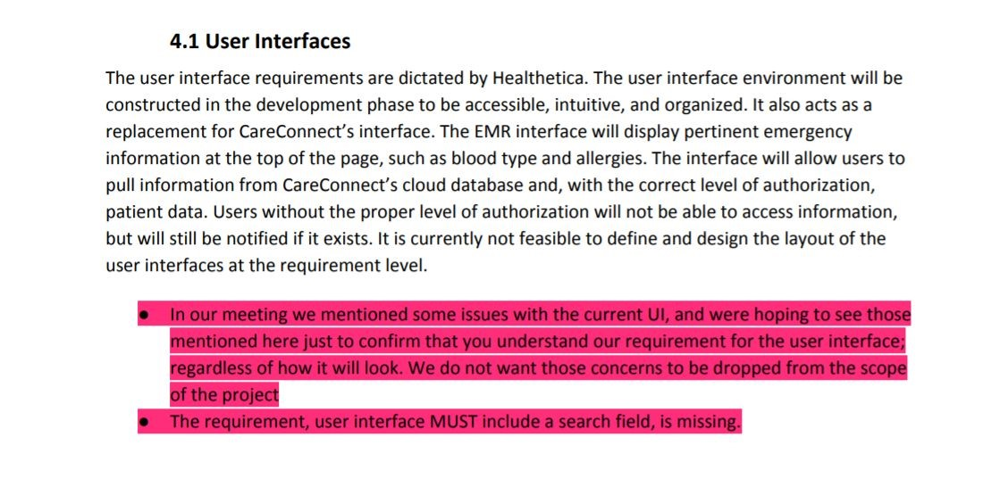 4.1 User Interfaces
The user interface requirements are dictated by Healthetica. The user interface environment will be
constructed in the development phase to be accessible, intuitive, and organized. It also acts as a
replacement for CareConnect’s interface. The EMR interface will display pertinent emergency
information at the top of the page, such as blood type and allergies. The interface will allow users to
pull information from CareConnect’s cloud database and, with the correct level of authorization,
patient data. Users without the proper level of authorization will not be able to access information,
but will still be notified if it exists. It is currently not feasible to define and design the layout of the
user interfaces at the requirement level.
● In our meeting we mentioned some issues with the current UI, and were hoping to see those
mentioned here just to confirm that you understand our requirement for the user interface;
regardless of how it will look. We do not want those concerns to be dropped from the scope
of the project
● The requirement, user interface MUST include a search field, is missing.